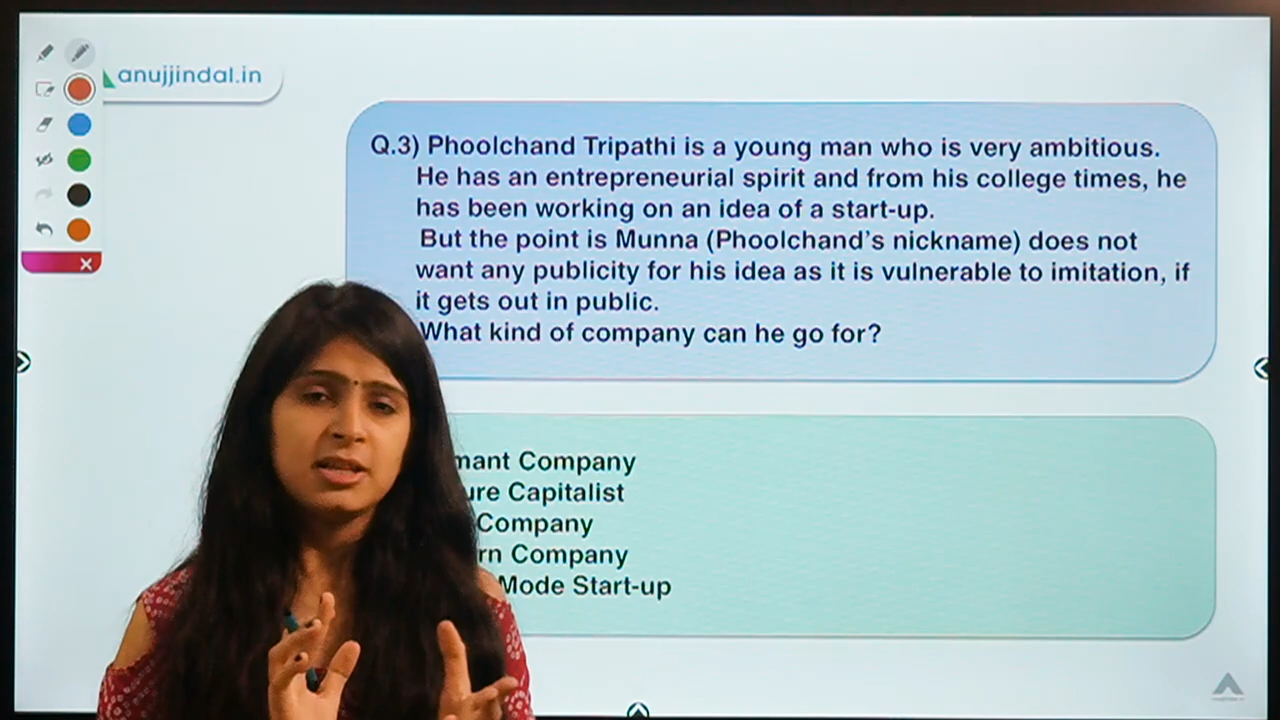 anujjindal.in
Q.3) Phoolchand Tripathi is a young man who is very ambitious.
He has an entrepreneurial spirit and from his college times, he
has been working on an idea of a start-up.
But the point is Munna (Phoolchand's nickname) does not
want any publicity for his idea as it is vulnerable to imitation, if
it gets out in public.
What kind of company can he go for?
Company
Capitalist
Company
Company
Mode Start-up